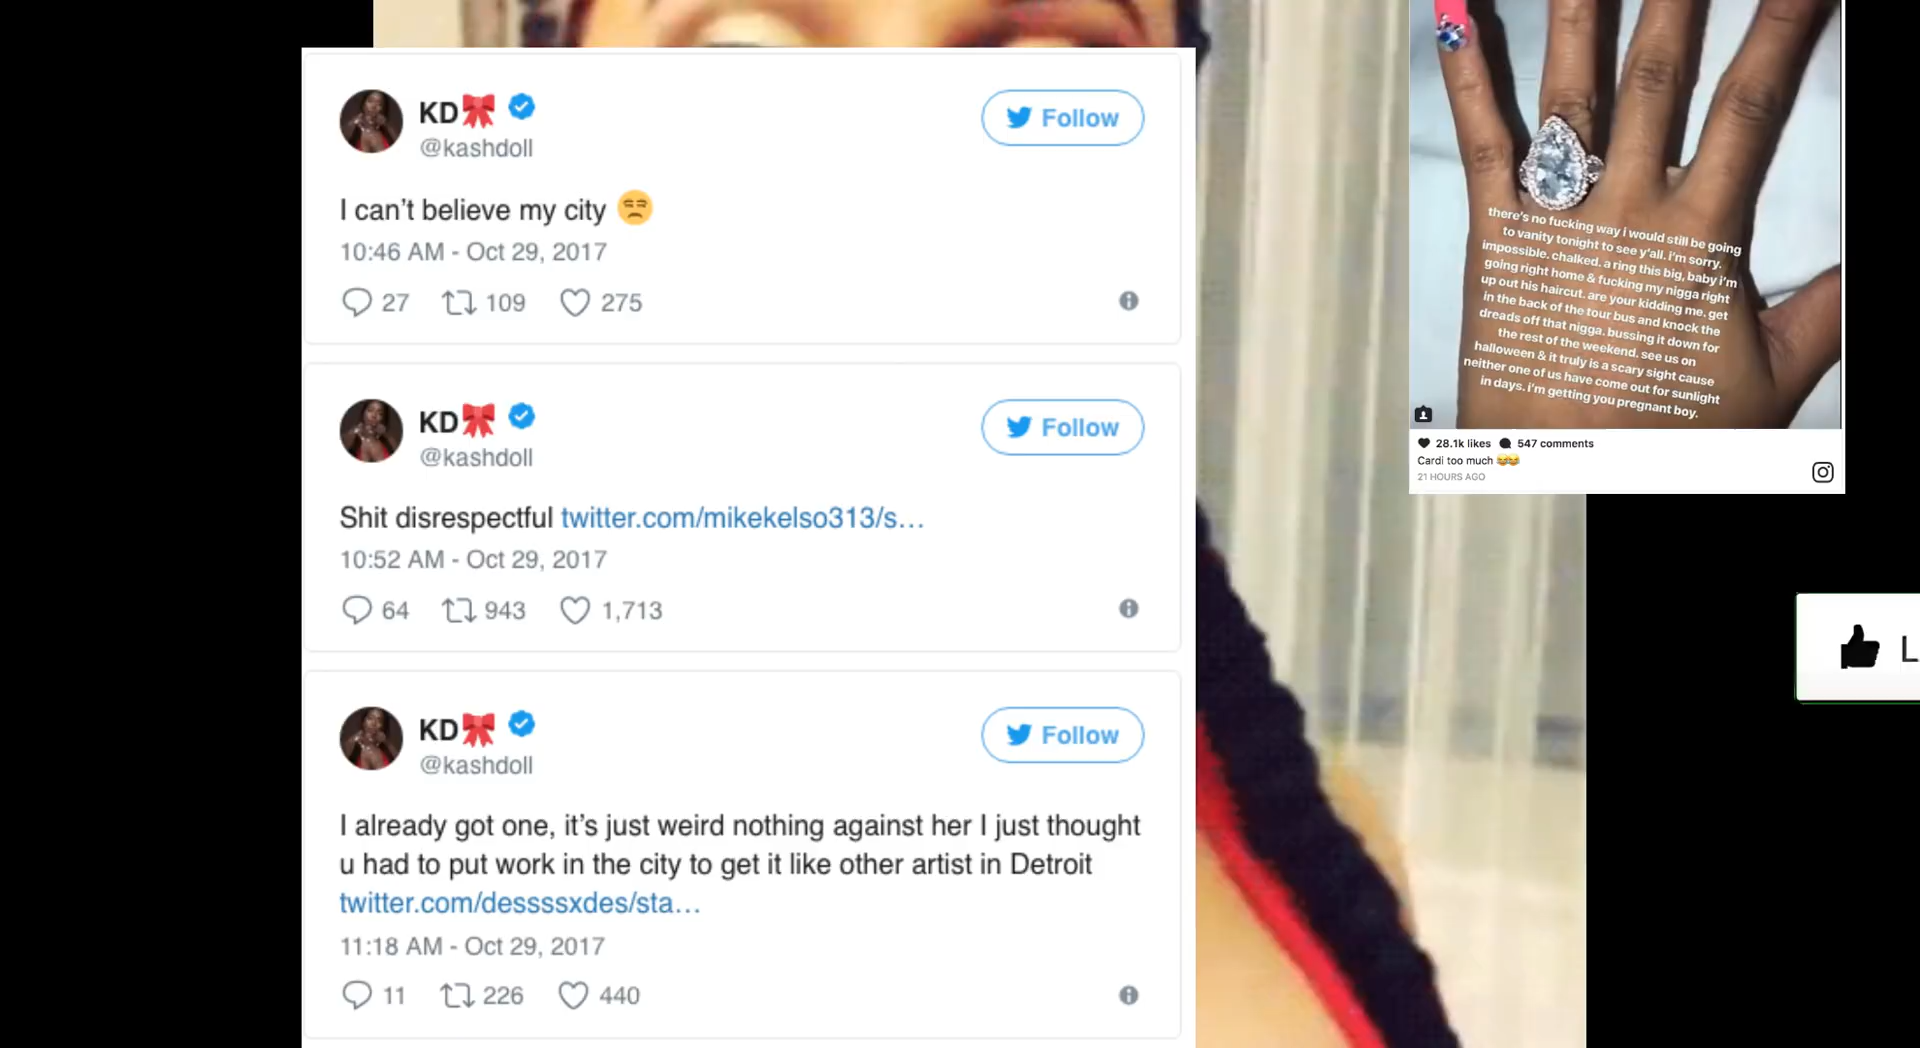 KD
@kashdoll
Follow
I can't believe my city
10:46 AM - Oct 29, 2017
27 109 275
KD
@kashdoll
Follow
Shit disrespectful twitter.com/mikekelso313/s...
10:52 AM - Oct 29, 2017
64 943 1,713
KD
@kashdoll
Follow
I already got one, it's just weird nothing against her I just thought
u had to put work in the city to get it like other artist in Detroit
twitter.com/dessssxdes/sta...
11:18 AM - Oct 29, 2017
11 226 440
there's no fucking way i would still be going
to vanity tonight to see y'all. i'm sorry.
impossible. chalked. a ring this big, baby i'm
going right home & fucking my nigga right
up out his haircut. are your kidding me. get
in the back of the tour bus and knock the
dreads off that nigga. bussing it down for
the rest of the weekend. see us on
halloween & it truly is a scary sight cause
neither one of us have come out for sunlight
in days. i'm getting you pregnant boy.
28.1k likes 547 comments
Cardi too much
21 HOURS AGO
L